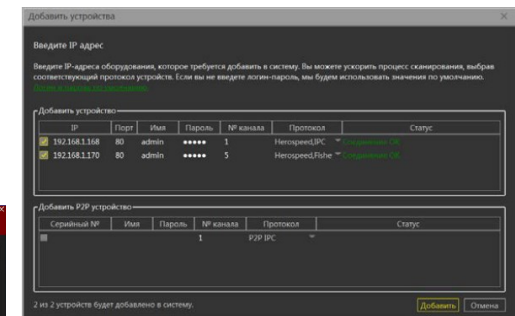 Добавить устройства
Введите IP адрес
Введите IP-адреса оборудования, которое требуется добавить в систему. Вы можете ускорить процесс сканирования, выбрав
соответствующий протокол устройств. Если вы не введете логин-пароль, мы будем использовать значения по умолчанию.
Логин и пароль по умолчанию
Добавить устройство
IP Порт Имя Пароль № канала Протокол Статус
192.168.1.168 80 admin ••••• 1 Herospeed,IPC Соединение ОК
192.168.1.170 80 admin ••••• 5 Herospeed,Fishe Соединение ОК
Добавить P2P устройство
Серийный № Имя Пароль № канала Протокол Статус
1 P2P IPC
2 из 2 устройств будет добавлено в систему.
Добавить Отмена